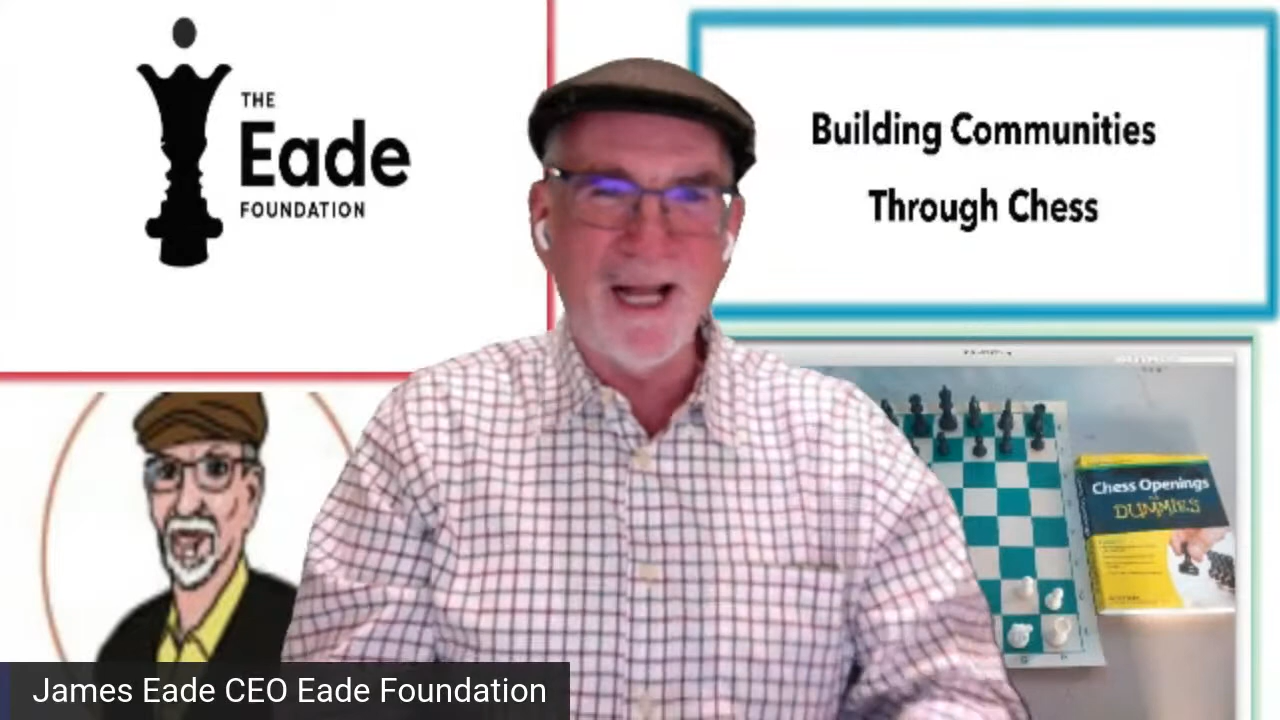 THE
Eade
FOUNDATION
Building Communities
Through Chess
Chess Openings
DUMMIES
James Eade CEO Eade Foundation